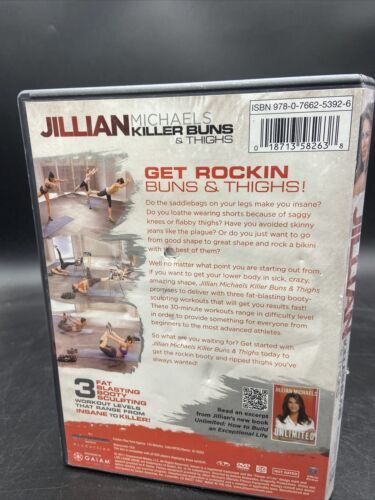 ISBN 978-0-7662-5392-6
JILLIAN MICHAELS
KILLER BUNS
& THIGHS
0 18713 58263 8
GET ROCKIN
BUNS & THIGHS!
Do the saddlebags on your legs make you insane?
Do you loathe wearing shorts because of saggy
knees or flabby thighs? Have you avoided skinny
jeans like the plague? Or do you just want to go
from good shape to great shape and rock a bikini
with the best of them?
Well no matter what point you are starting out from,
if you want to get your lower body in sick, crazy,
amazing shape, Jillian Michaels Killer Buns & Thighs
promises to deliver with three fat-blasting booty-
sculpting workouts that will get you results fast!
These 30-minute workouts range in difficulty level
in order to provide something for everyone from
beginners to the most advanced athletes.
So what are you waiting for? Get started with
Jillian Michaels Killer Buns & Thighs today to
get the rockin booty and ripped thighs you've
always wanted!
3 FAT
BLASTING
BOOTY
SCULPTING
WORKOUT LEVELS
THAT RANGE FROM
INSANE TO KILLER!
Read an excerpt
from Jillian's new book
Unlimited: How to Build
an Exceptional Life
JILLIAN MICHAELS
UNLIMITED
GAIAM
DVD
NOT RATED